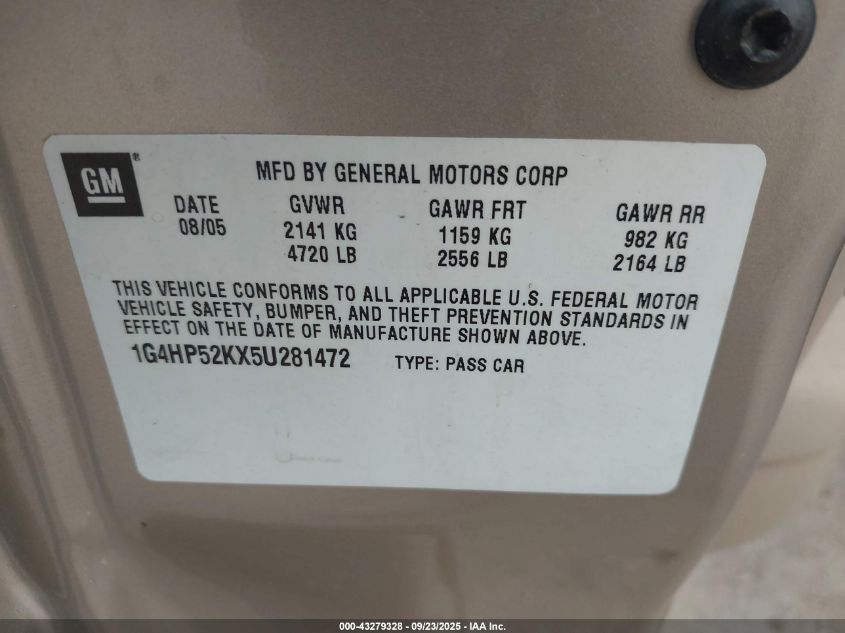 GM®
MFD BY GENERAL MOTORS CORP
DATE GVWR GAWR FRT GAWR RR
08/05 2141 KG 1159 KG 982 KG
4720 LB 2556 LB 2164 LB
THIS VEHICLE CONFORMS TO ALL APPLICABLE U.S. FEDERAL MOTOR
VEHICLE SAFETY, BUMPER, AND THEFT PREVENTION STANDARDS IN
EFFECT ON THE DATE OF MANUFACTURE SHOWN ABOVE.
1G4HP52KX5U281472 TYPE: PASS CAR
000-43279328 - 09/23/2025 - IAA Inc.